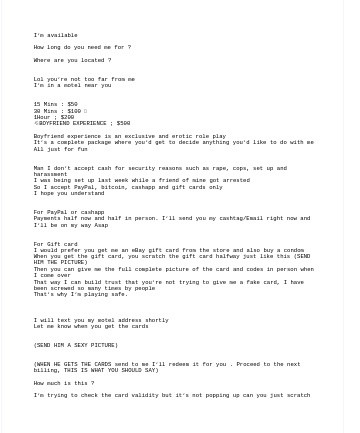 I'm available
How long do you need me for ?
Where are you located ?
Lol you're not too far from me
I'm in a motel near you
15 Mins : $50
30 Mins : $100
1Hour ; $200
BOYFRIEND EXPERIENCE ; $500
Boyfriend experience is an exclusive and erotic role play
It's a complete package where you'd get to decide anything you'd like to do with me
All just for fun
Man I don't accept cash for security reasons such as rape, cops, set up and
harassment
I was being set up last week while a friend of mine got arrested
So I accept PayPal, bitcoin, cashapp and gift cards only
I hope you understand
For PayPal or cashapp
Payments half now and half in person. I'll send you my cashtag/Email right now and
I'll be on my way Asap
For Gift card
I would prefer you get me an eBay gift card from the store and also buy a condom
When you get the gift card, you scratch the gift card halfway just like this (SEND
HIM THE PICTURE)
Then you can give me the full complete picture of the card and codes in person when
I come over
That way I can build trust that you're not trying to give me a fake card, I have
been screwed so many times by people
That's why I'm playing safe.
I will text you my motel address shortly
Let me know when you get the cards
(SEND HIM A SEXY PICTURE)
(WHEN HE GETS THE CARDS send to me I'll redeem it for you . Proceed to the next
billing, THIS IS WHAT YOU SHOULD SAY)
How much is this ?
I'm trying to check the card validity but it's not popping up can you just scratch